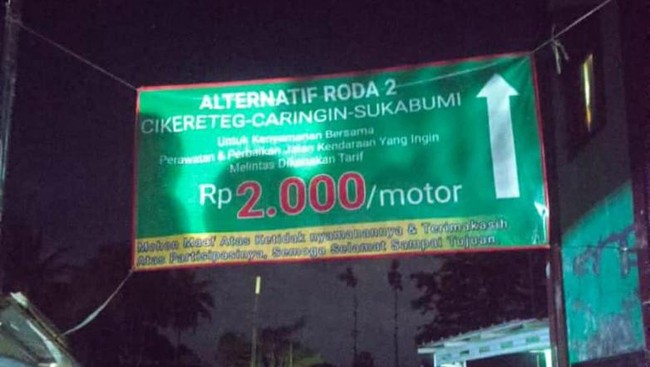 ALTERNATIF RODA 2
CIKERETEG-CARINGIN-SUKABUMI
Untuk Kenyamanan Bersama
Perawatan & Perbaikan Jalan Kendaraan Yang Ingin
Melintas Dikenakan Tarif
Rp 2.000/motor
Mohon Maaf Atas Ketidak nyamanannya & Terimakasih
Atas Partisipasinya, Semoga Selamat Sampai Tujuan